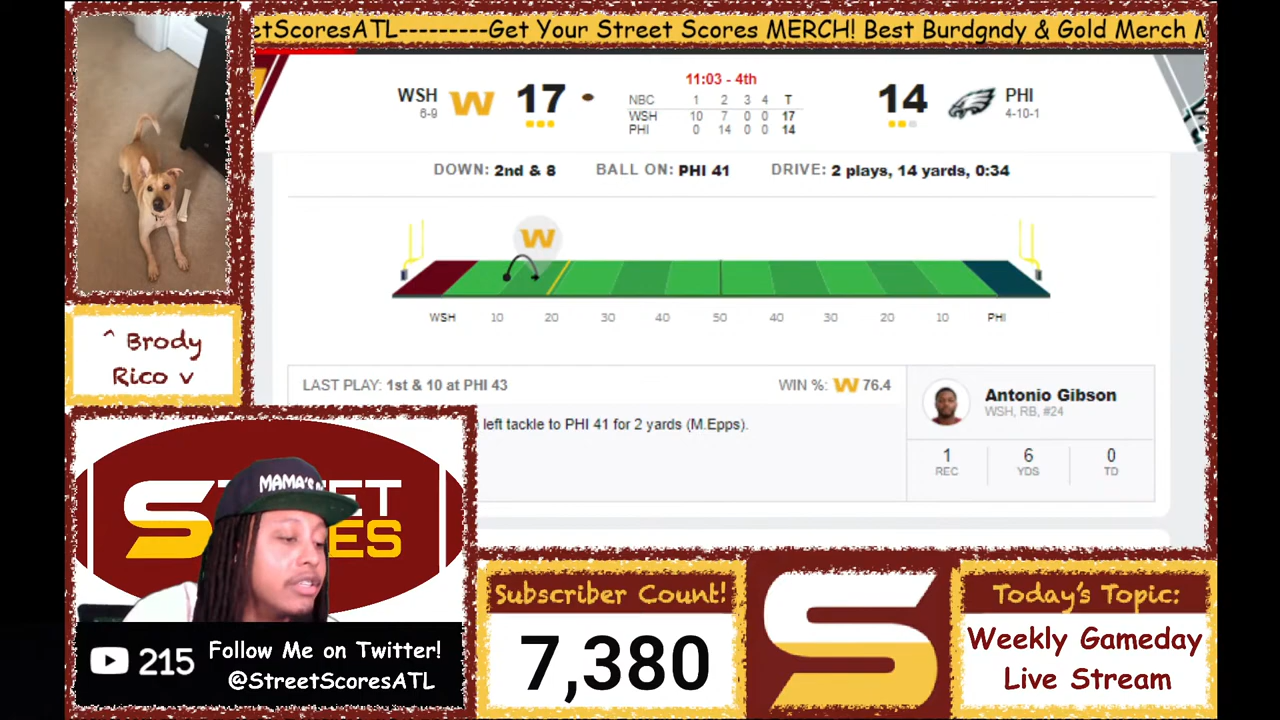 etScoresATL---------Get Your Street Scores MERCH! Best Burdgndy & Gold Merch
WSH
6-9
W
17
11:03 - 4th
NBC 1 2 3 4 T
WSH 10 7 0 0 17
PHI 0 14 0 0 14
14
PHI
4-10-1
DOWN: 2nd & 8
BALL ON: PHI 41
DRIVE: 2 plays, 14 yards, 0:34
W
WSH 10 20 30 40 50 40 30 20 10 PHI
LAST PLAY: 1st & 10 at PHI 43
WIN %: W 76.4
left tackle to PHI 41 for 2 yards (M.Epps).
Antonio Gibson
WSH, RB, #24
1 6 0
REC YDS TD
^ Brody
Rico v
MAMA'S
S ET
ES
215
Follow Me on Twitter!
@StreetScoresATL
Subscriber Count!
7,380
S
Today's Topic:
Weekly Gameday
Live Stream